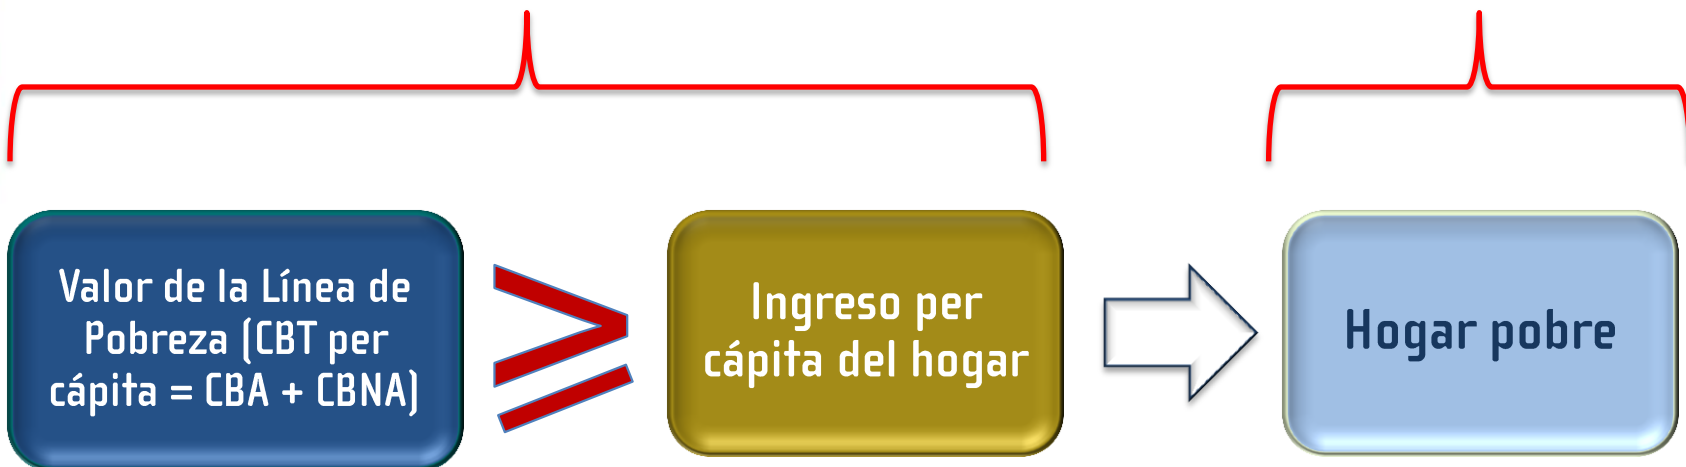 Valor de la Línea de
Pobreza (CBT per
cápita = CBA + CBNA)
≥
Ingreso per
cápita del hogar
Hogar pobre